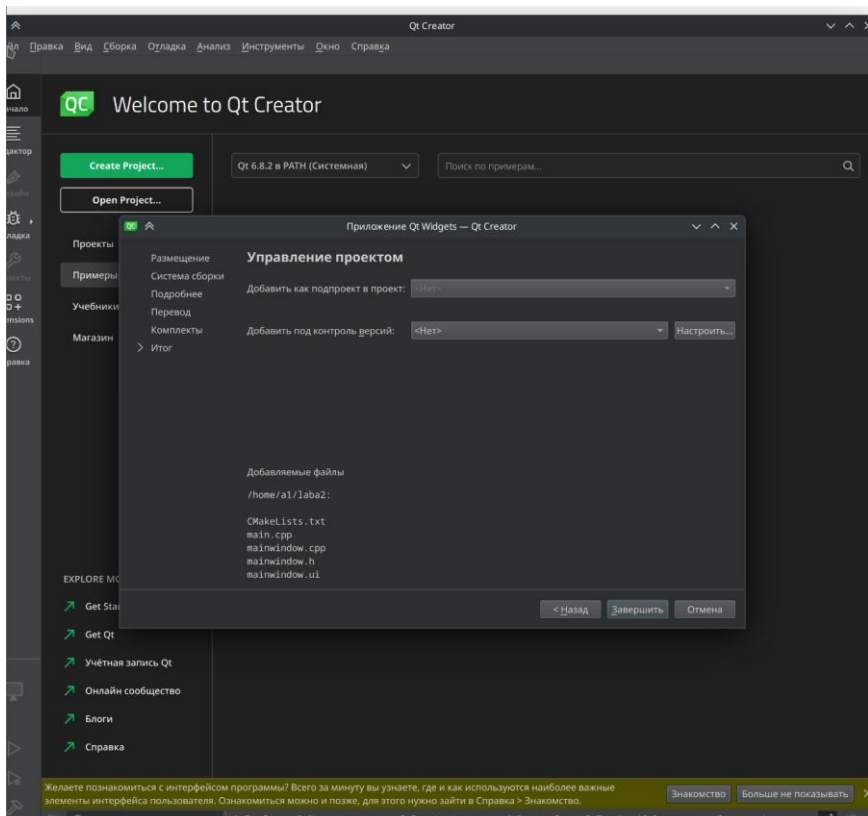 Qt Creator
Правка Вид Сборка Отладка Анализ Инструменты Окно Справка
QC Welcome to Qt Creator
Create Project...
Qt 6.8.2 в PATH (Системная)
Поиск по примерам...
Open Project...
Проекты
Примеры
Учебники
Магазин
QC Приложение Qt Widgets — Qt Creator
Размещение
Система сборки
Подробнее
Перевод
Комплекты
Итог
Управление проектом
Добавить как подпроект в проект: <Нет>
Добавить под контроль версий: <Нет> Настроить...
Добавляемые файлы
/home/a1/laba2:
CMakeLists.txt
main.cpp
mainwindow.cpp
mainwindow.h
mainwindow.ui
< Назад Завершить Отмена
Get Qt
Учётная запись Qt
Онлайн сообщество
Блоги
Справка
Желаете познакомиться с интерфейсом программы? Всего за минуту вы узнаете, где и как используются наиболее важные
элементы интерфейса пользователя. Ознакомиться можно и позже, для этого нужно зайти в Справка > Знакомство.
Знакомство Больше не показывать